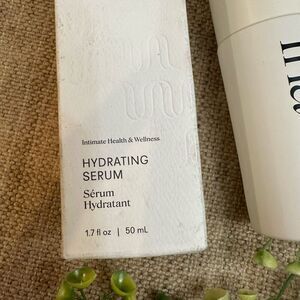 Intimate Health & Wellness
HYDRATING
SERUM
Sérum
Hydratant
1.7 fl oz | 50 mL